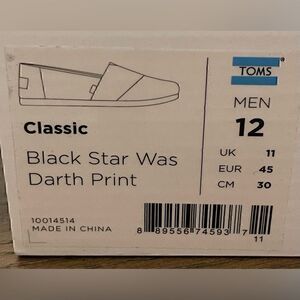 TOMS
MEN
12
Classic
Black Star Was
Darth Print
UK 11
EUR 45
CM 30
10014514
MADE IN CHINA
8 89556 74593 7
11